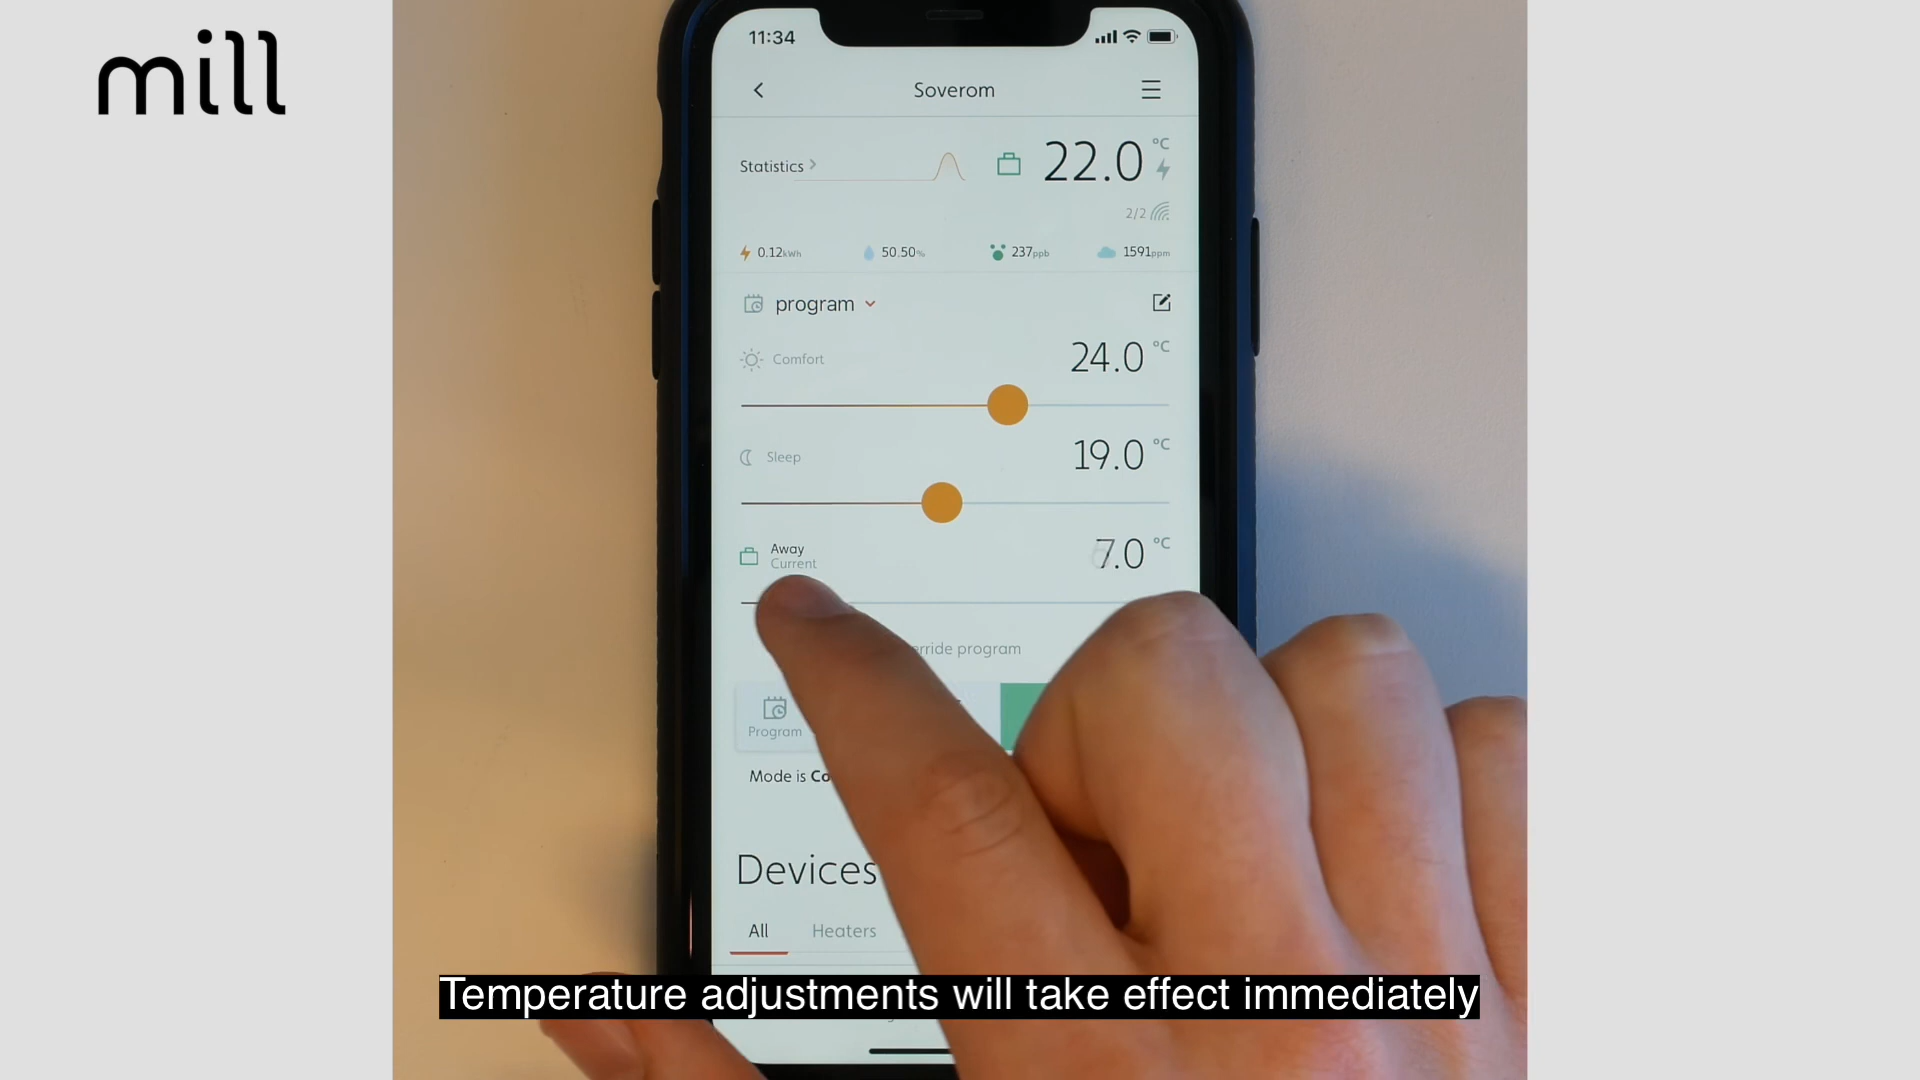 mill
11:34
Soverom
Statistics >
22.0 °C
2/2
0.12kWh 50.50% 237ppb 1591ppm
program
Comfort 24.0 °C
Sleep 19.0 °C
Away 7.0 °C
Current
program
Program
Mode is
Devices
All Heaters
Temperature adjustments will take effect immediately